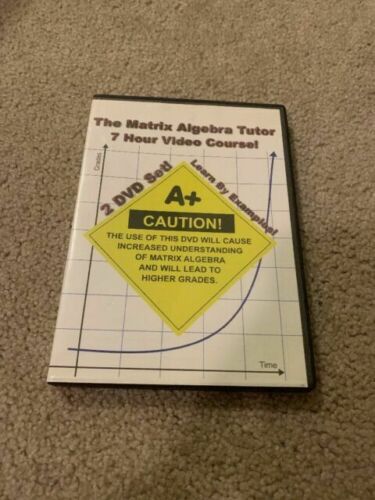 The Matrix Algebra Tutor
7 Hour Video Course!
Grades
2 DVD Set!
Learn By Example!
A+
CAUTION!
THE USE OF THIS DVD WILL CAUSE
INCREASED UNDERSTANDING
OF MATRIX ALGEBRA
AND WILL LEAD TO
HIGHER GRADES.
Time